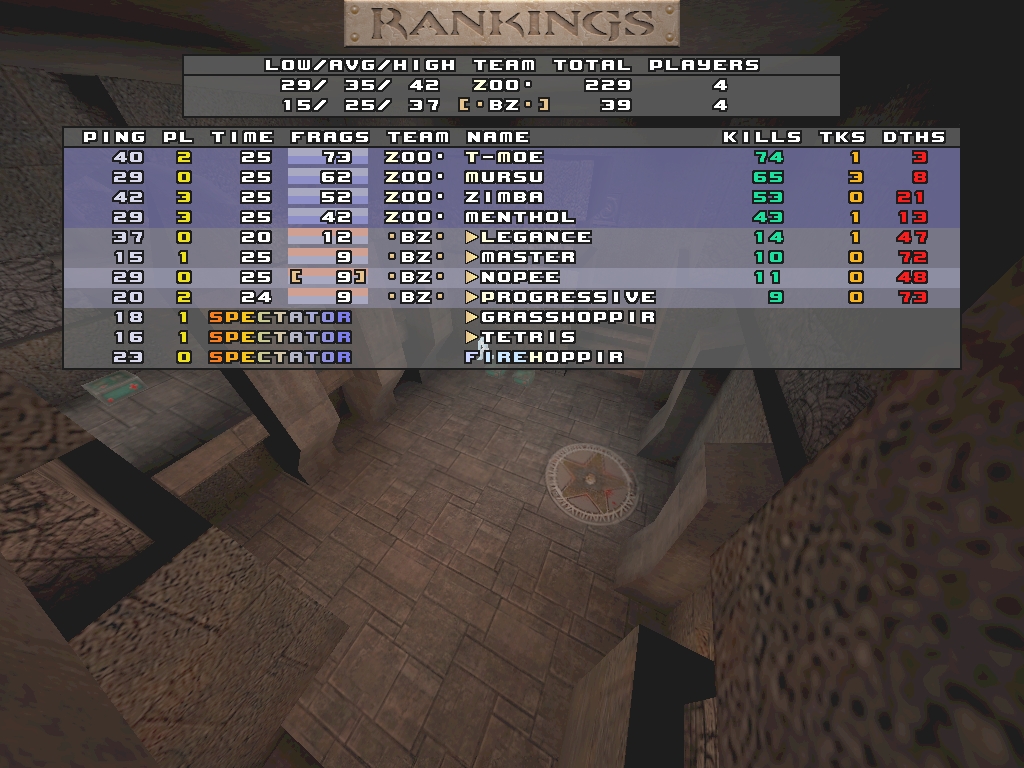 RANKINGS
LOW/AVG/HIGH TEAM TOTAL PLAYERS
29/ 35/ 42 ZOO· 229 4
15/ 25/ 37 [·BZ·] 39 4
PING PL TIME FRAGS TEAM NAME KILLS TKS DTHS
40 2 25 73 ZOO· T-MOE 74 1 3
29 0 25 62 ZOO· MURSU 65 3 8
42 3 25 52 ZOO· ZIMBA 53 0 21
29 3 25 42 ZOO· MENTHOL 43 1 13
37 0 20 12 ·BZ· ▶LEGANCE 14 1 47
15 1 25 9 ·BZ· ▶MASTER 10 0 72
29 0 25 [ 9] ·BZ· ▶NOPEE 11 0 48
20 2 24 9 ·BZ· ▶PROGRESSIVE 9 0 73
18 1 SPECTATOR ▶GRASSHOPPIR
16 1 SPECTATOR ▶TETRIS
23 0 SPECTATOR FIREHOPPIR